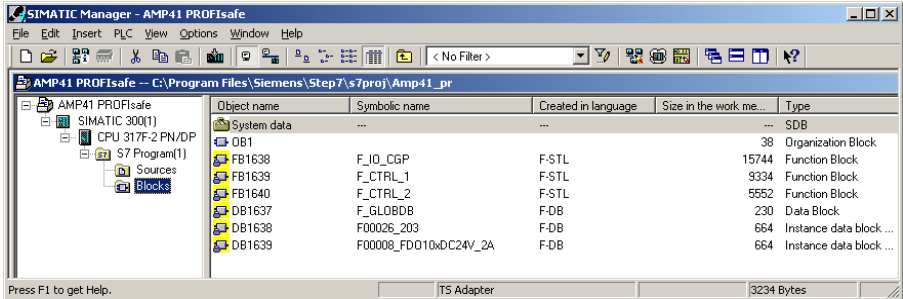 SIMATIC Manager - AMP41 PROFIsafe
File Edit Insert PLC View Options Window Help
< No Filter >
AMP41 PROFIsafe -- C:\Program Files\Siemens\Step7\s7proj\Amp41_pr
AMP41 PROFIsafe
SIMATIC 300(1)
CPU 317F-2 PN/DP
S7 Program(1)
Sources
Blocks
Object name Symbolic name Created in language Size in the work me... Type
System data --- --- --- SDB
OB1 38 Organization Block
FB1638 F_IO_CGP F-STL 15744 Function Block
FB1639 F_CTRL_1 F-STL 9334 Function Block
FB1640 F_CTRL_2 F-STL 5552 Function Block
DB1637 F_GLOBDB F-DB 230 Data Block
DB1638 F00026_203 F-DB 664 Instance data block ...
DB1639 F00008_FDO10xDC24V_2A F-DB 664 Instance data block ...
Press F1 to get Help. TS Adapter 3234 Bytes